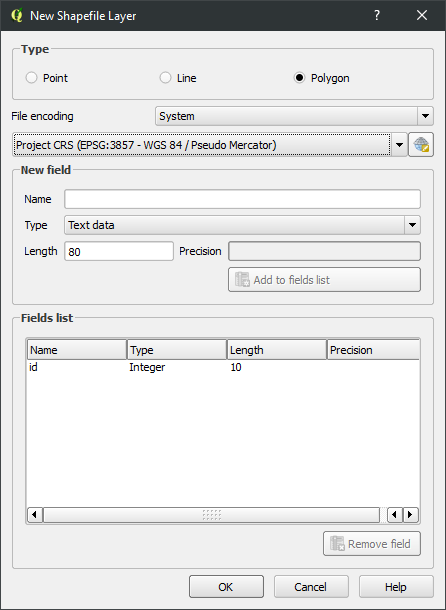 New Shapefile Layer ?
Type
Point Line Polygon
File encoding System
Project CRS (EPSG:3857 - WGS 84 / Pseudo Mercator)
New field
Name
Type Text data
Length 80 Precision
Add to fields list
Fields list
Name Type Length Precision
id Integer 10
Remove field
OK Cancel Help